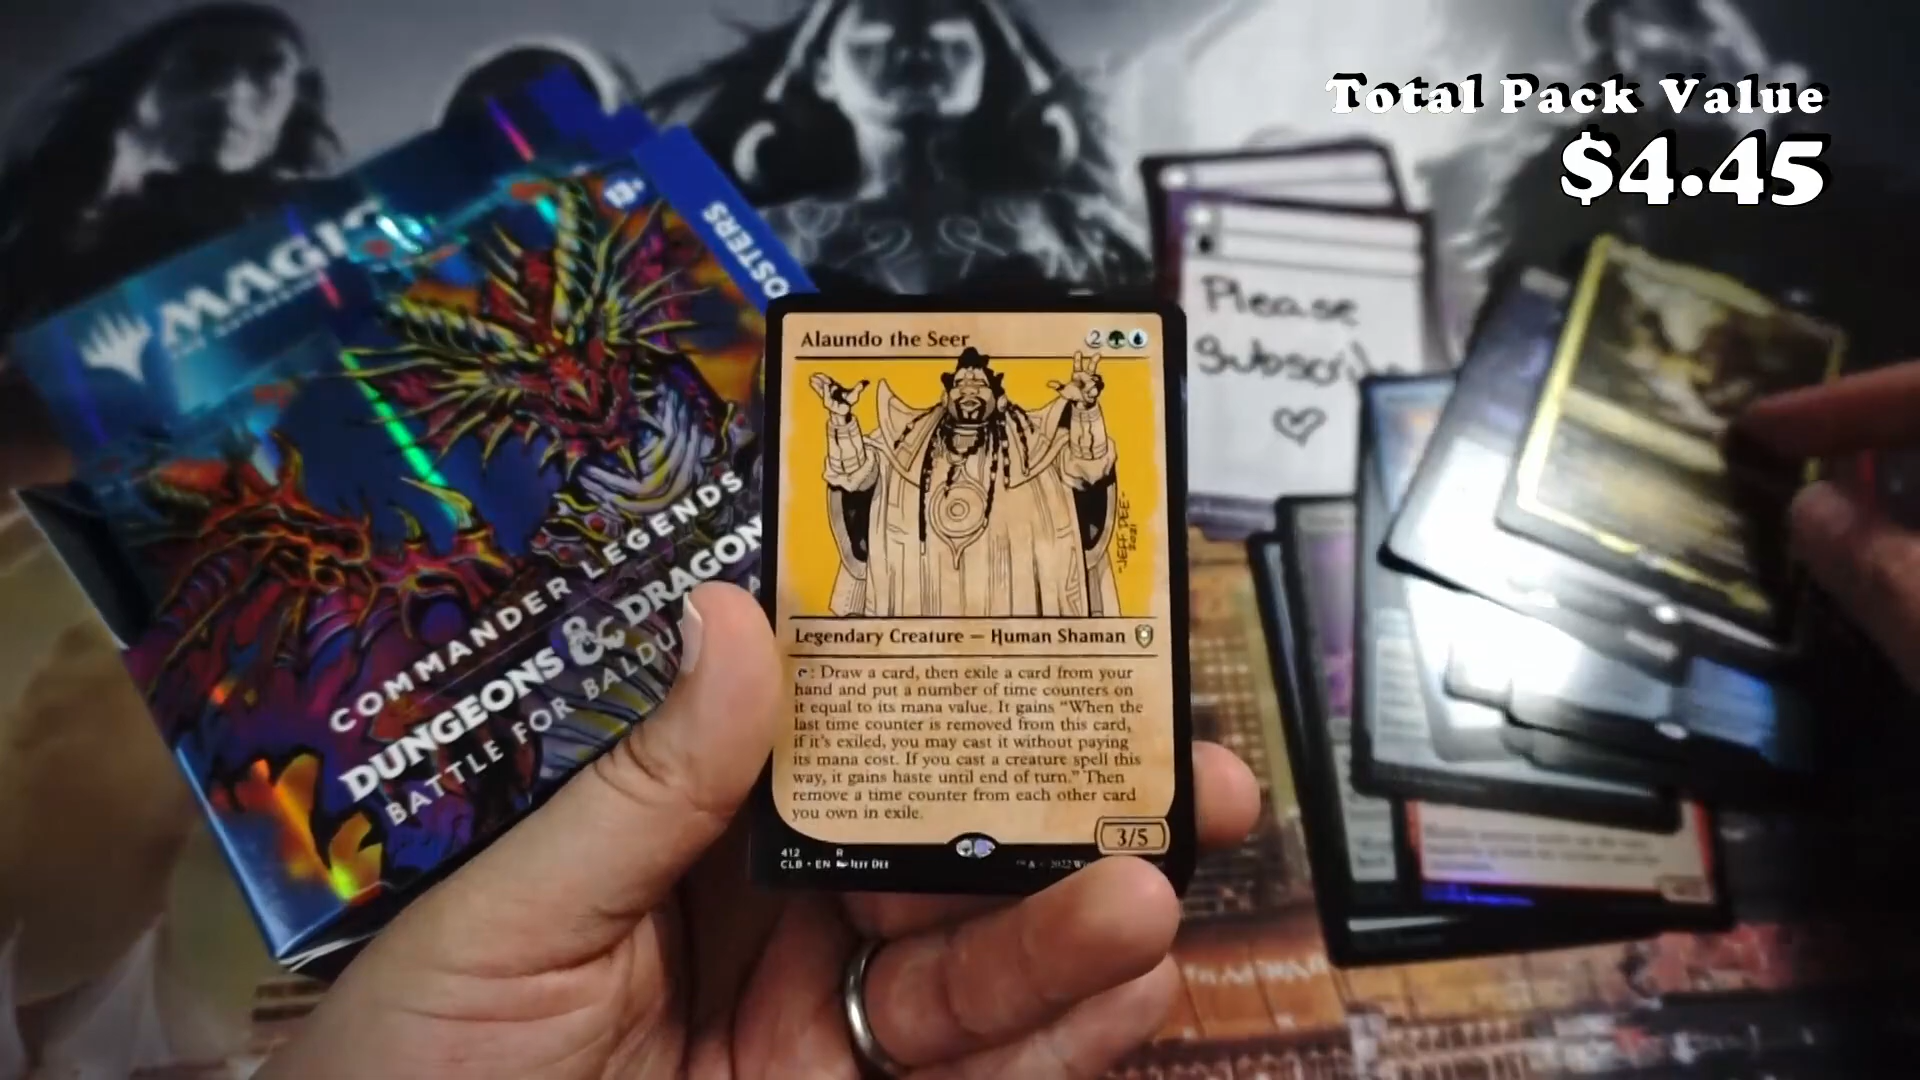 Total Pack Value
$4.45
13+
MAGIC
COMMANDER LEGENDS
DUNGEONS & DRAGON
BATTLE FOR BALDU
Please
Subscri
Alaundo the Seer
2
JEFF DEE
2021
Legendary Creature — Human Shaman
: Draw a card, then exile a card from your
hand and put a number of time counters on
it equal to its mana value. It gains "When the
last time counter is removed from this card,
if it's exiled, you may cast it without paying
its mana cost. If you cast a creature spell this
way, it gains haste until end of turn." Then
remove a time counter from each other card
you own in exile.
3/5
412 R
CLB • EN JEFF DEE
™ & 2022 Wi